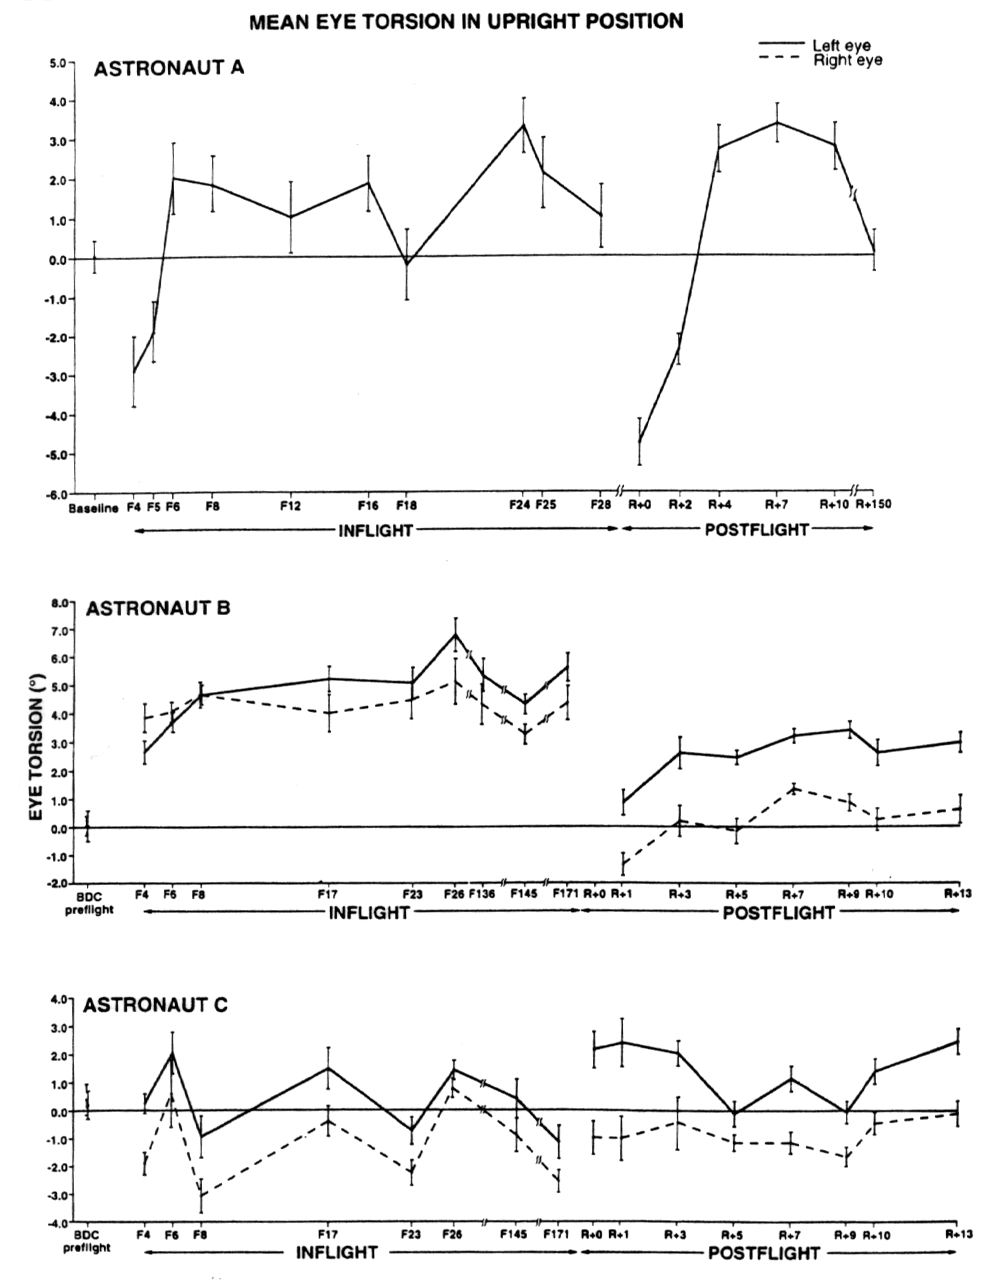 MEAN EYE TORSION IN UPRIGHT POSITION
Left eye
Right eye
ASTRONAUT A
5.0
4.0
3.0
2.0
1.0
0.0
-1.0
-2.0
-3.0
-4.0
-5.0
-6.0
Baseline F4 F5 F6 F8 F12 F16 F18 F24 F25 F28 R+0 R+2 R+4 R+7 R+10 R+150
INFLIGHT POSTFLIGHT
ASTRONAUT B
EYE TORSION (°)
8.0
7.0
6.0
5.0
4.0
3.0
2.0
1.0
0.0
-1.0
-2.0
BDC preflight F4 F6 F8 F17 F23 F26 F136 F145 F171 R+0 R+1 R+3 R+5 R+7 R+9 R+10 R+13
INFLIGHT POSTFLIGHT
ASTRONAUT C
4.0
3.0
2.0
1.0
0.0
-1.0
-2.0
-3.0
-4.0
BDC preflight F4 F6 F8 F17 F23 F26 F145 F171 R+0 R+1 R+3 R+5 R+7 R+9 R+10 R+13
INFLIGHT POSTFLIGHT